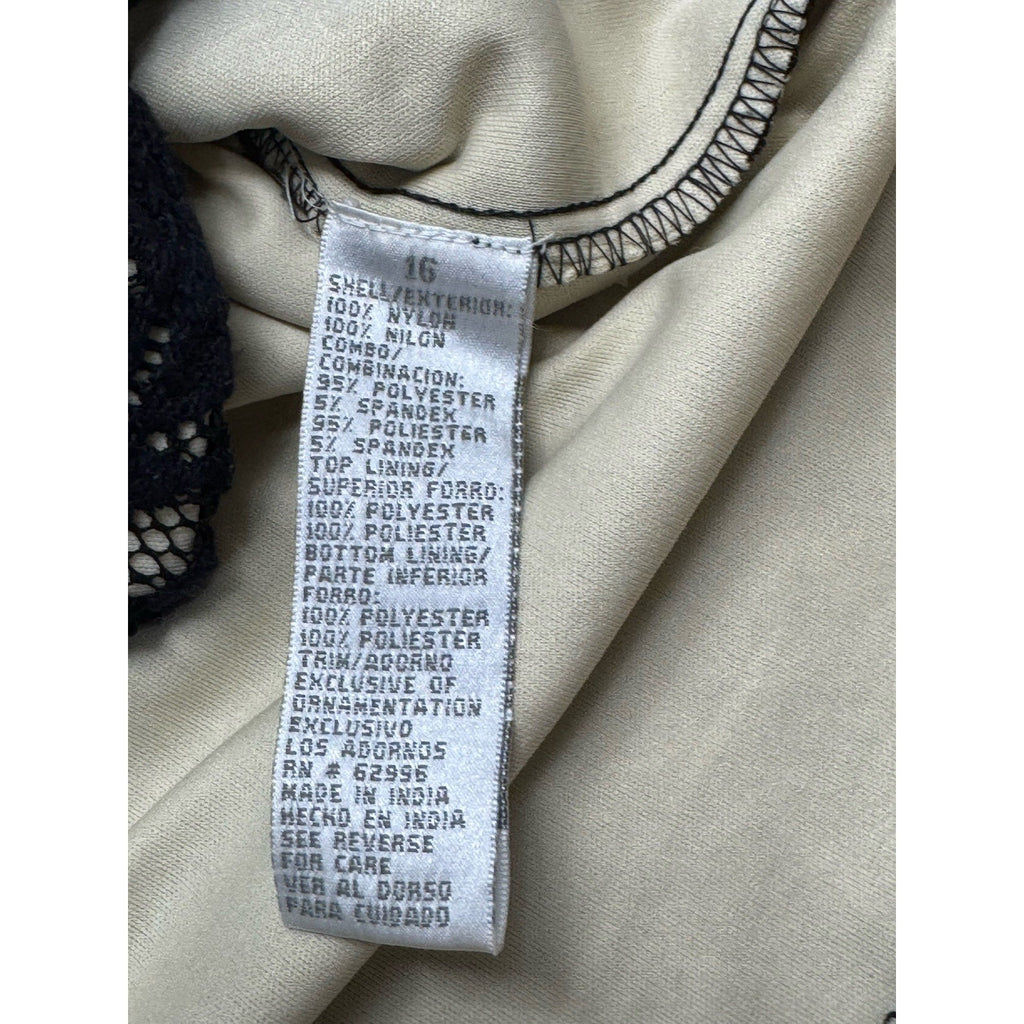 16
SHELL/EXTERIOR:
100% NYLON
100% NILON
COMBO/
COMBINACION:
95% POLYESTER
5% SPANDEX
95% POLIESTER
5% SPANDEX
TOP LINING/
SUPERIOR FORRO:
100% POLYESTER
100% POLIESTER
BOTTOM LINING/
PARTE INFERIOR
FORRO:
100% POLYESTER
100% POLIESTER
TRIM/ADORNO
EXCLUSIVE OF
ORNAMENTATION
EXCLUSIVO
LOS ADORNOS
RN # 62996
MADE IN INDIA
HECHO EN INDIA
SEE REVERSE
FOR CARE
VER AL DORSO
PARA CUIDADO